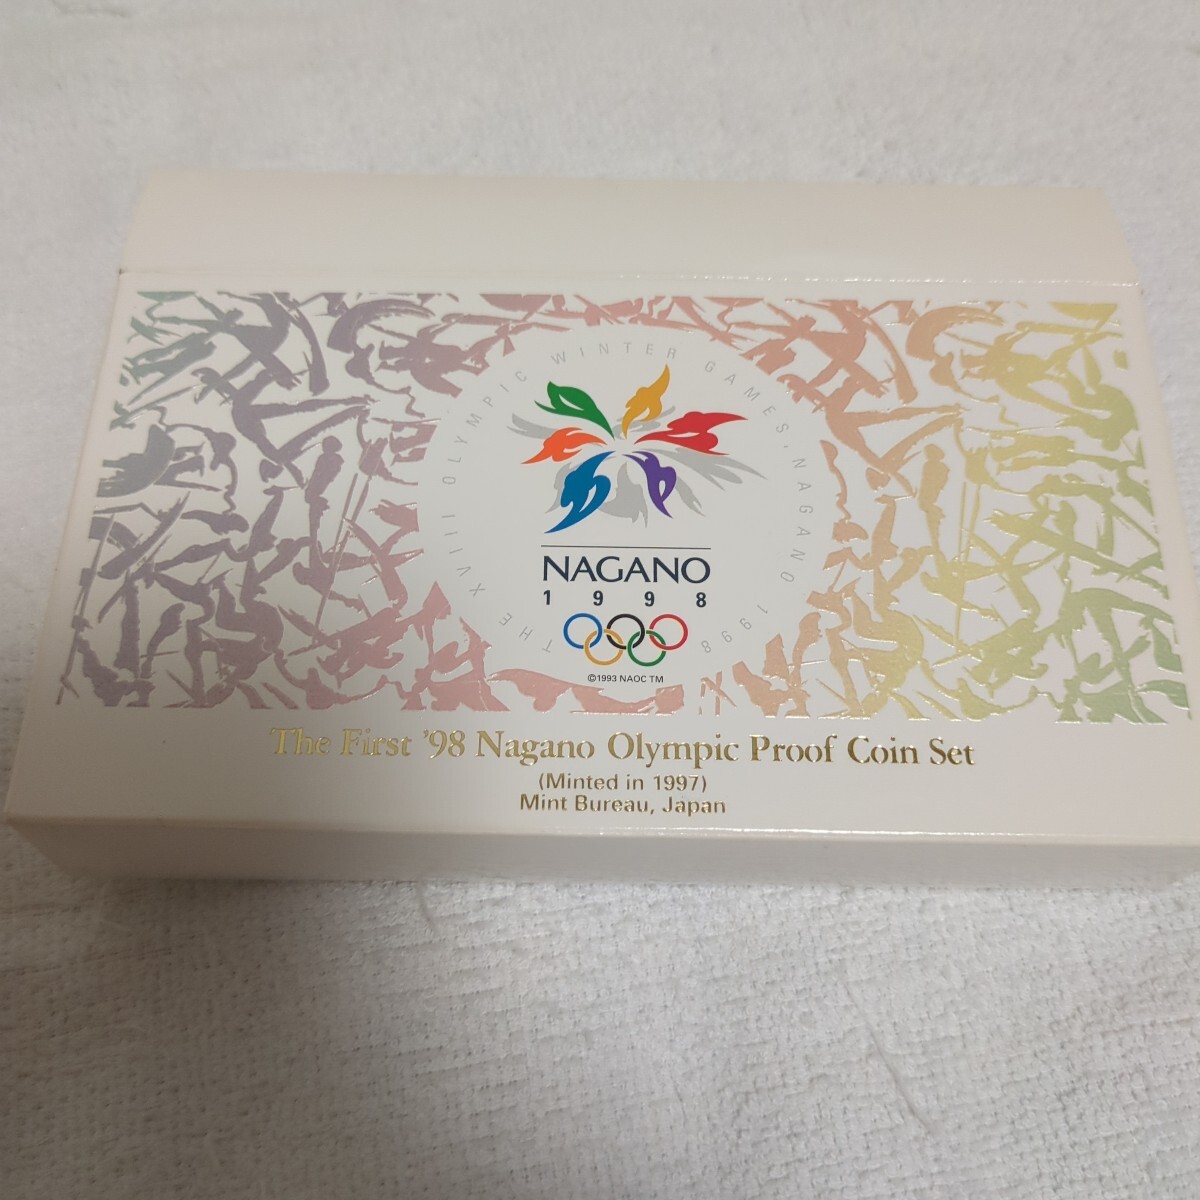 THE XVIII OLYMPIC WINTER GAMES, NAGANO 1998
NAGANO
1998
©1993 NAOC TM
The First '98 Nagano Olympic Proof Coin Set
(Minted in 1997)
Mint Bureau, Japan